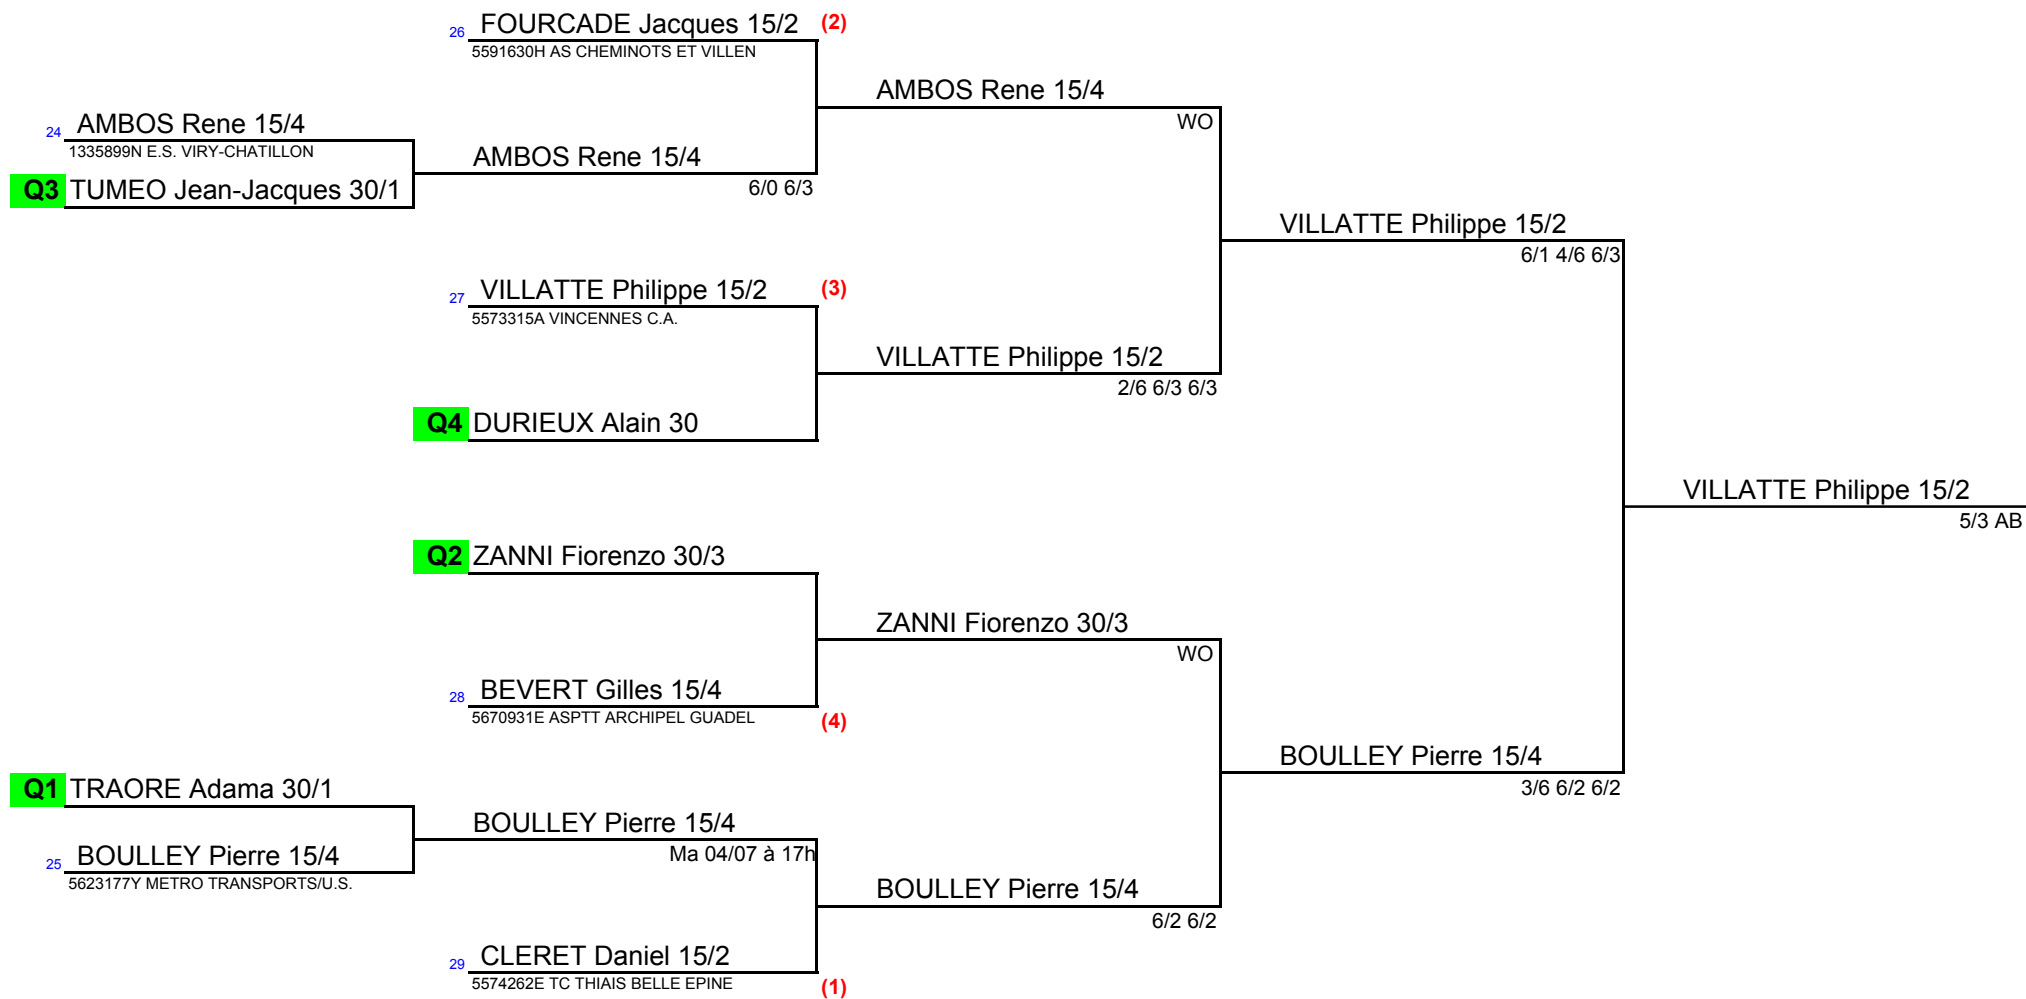 26 FOURCADE Jacques 15/2 (2)
5591630H AS CHEMINOTS ET VILLEN
AMBOS Rene 15/4
WO
24 AMBOS Rene 15/4
1335899N E.S. VIRY-CHATILLON
AMBOS Rene 15/4
6/0 6/3
Q3 TUMEO Jean-Jacques 30/1
VILLATTE Philippe 15/2
6/1 4/6 6/3
27 VILLATTE Philippe 15/2 (3)
5573315A VINCENNES C.A.
VILLATTE Philippe 15/2
2/6 6/3 6/3
Q4 DURIEUX Alain 30
VILLATTE Philippe 15/2
5/3 AB
Q2 ZANNI Fiorenzo 30/3
ZANNI Fiorenzo 30/3
WO
28 BEVERT Gilles 15/4
5670931E ASPTT ARCHIPEL GUADEL (4)
BOULLEY Pierre 15/4
3/6 6/2 6/2
Q1 TRAORE Adama 30/1
BOULLEY Pierre 15/4
Ma 04/07 à 17h
25 BOULLEY Pierre 15/4
5623177Y METRO TRANSPORTS/U.S.
BOULLEY Pierre 15/4
6/2 6/2
29 CLERET Daniel 15/2
5574262E TC THIAIS BELLE EPINE (1)